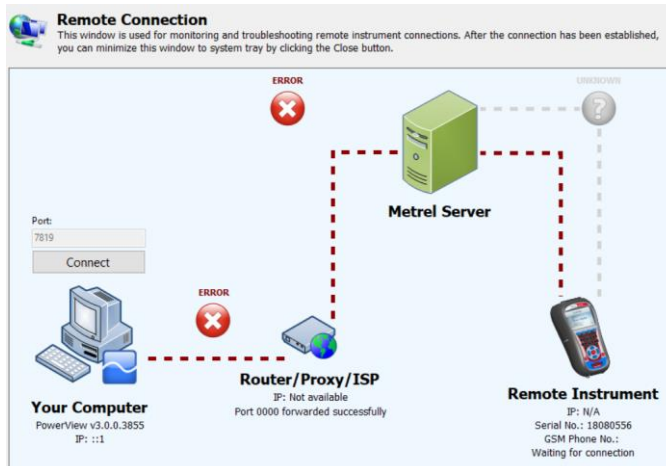 Remote Connection
This window is used for monitoring and troubleshooting remote instrument connections. After the connection has been established,
you can minimize this window to system tray by clicking the Close button.
ERROR
UNKNOWN
?
Metrel Server
Port:
7819
Connect
ERROR
Router/Proxy/ISP
IP: Not available
Port 0000 forwarded successfully
Your Computer
PowerView v3.0.0.3855
IP: ::1
Remote Instrument
IP: N/A
Serial No.: 18080556
GSM Phone No.:
Waiting for connection